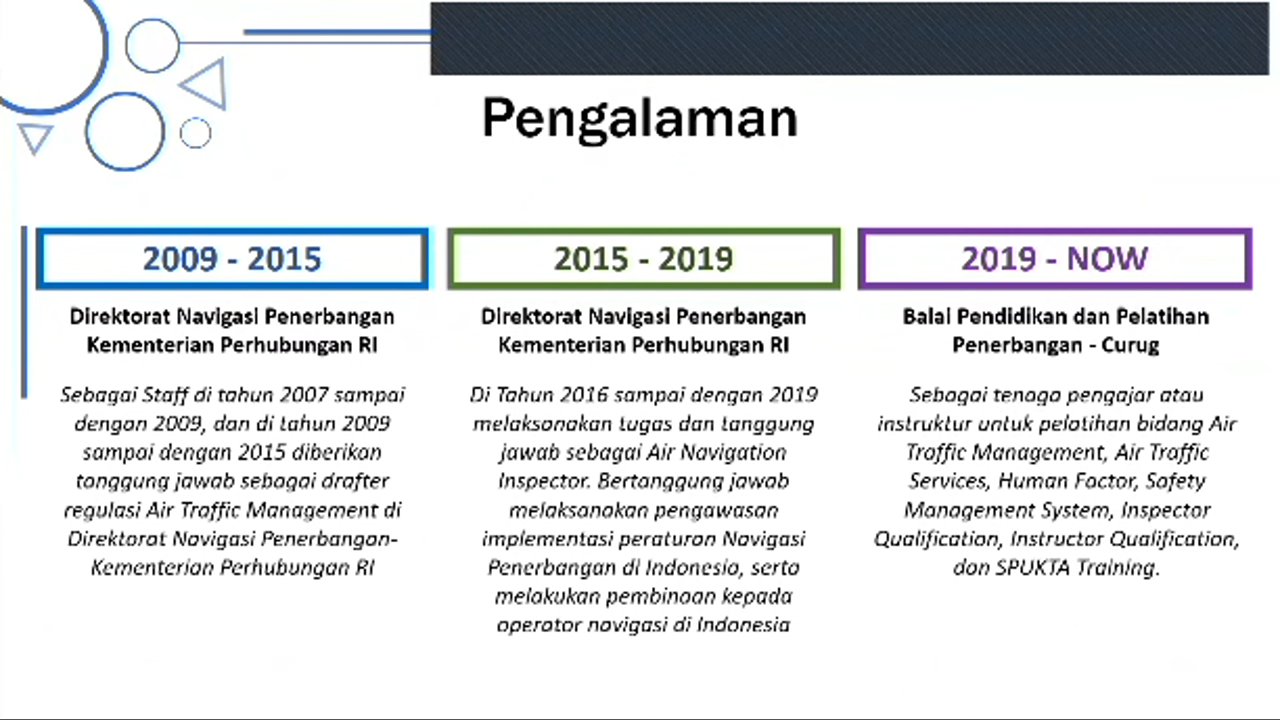 Pengalaman
2009 - 2015
Direktorat Navigasi Penerbangan
Kementerian Perhubungan RI
Sebagai Staff di tahun 2007 sampai
dengan 2009, dan di tahun 2009
sampai dengan 2015 diberikan
tanggung jawab sebagai drafter
regulasi Air Traffic Management di
Direktorat Navigasi Penerbangan-
Kementerian Perhubungan RI
2015 - 2019
Direktorat Navigasi Penerbangan
Kementerian Perhubungan RI
Di Tahun 2016 sampai dengan 2019
melaksanakan tugas dan tanggung
jawab sebagai Air Navigation
Inspector. Bertanggung jawab
melaksanakan pengawasan
implementasi peraturan Navigasi
Penerbangan di Indonesia, serta
melakukan pembinaan kepada
operator navigasi di Indonesia
2019 - NOW
Balai Pendidikan dan Pelatihan
Penerbangan - Curug
Sebagai tenaga pengajar atau
instruktur untuk pelatihan bidang Air
Traffic Management, Air Traffic
Services, Human Factor, Safety
Management System, Inspector
Qualification, Instructor Qualification,
dan SPUKTA Training.